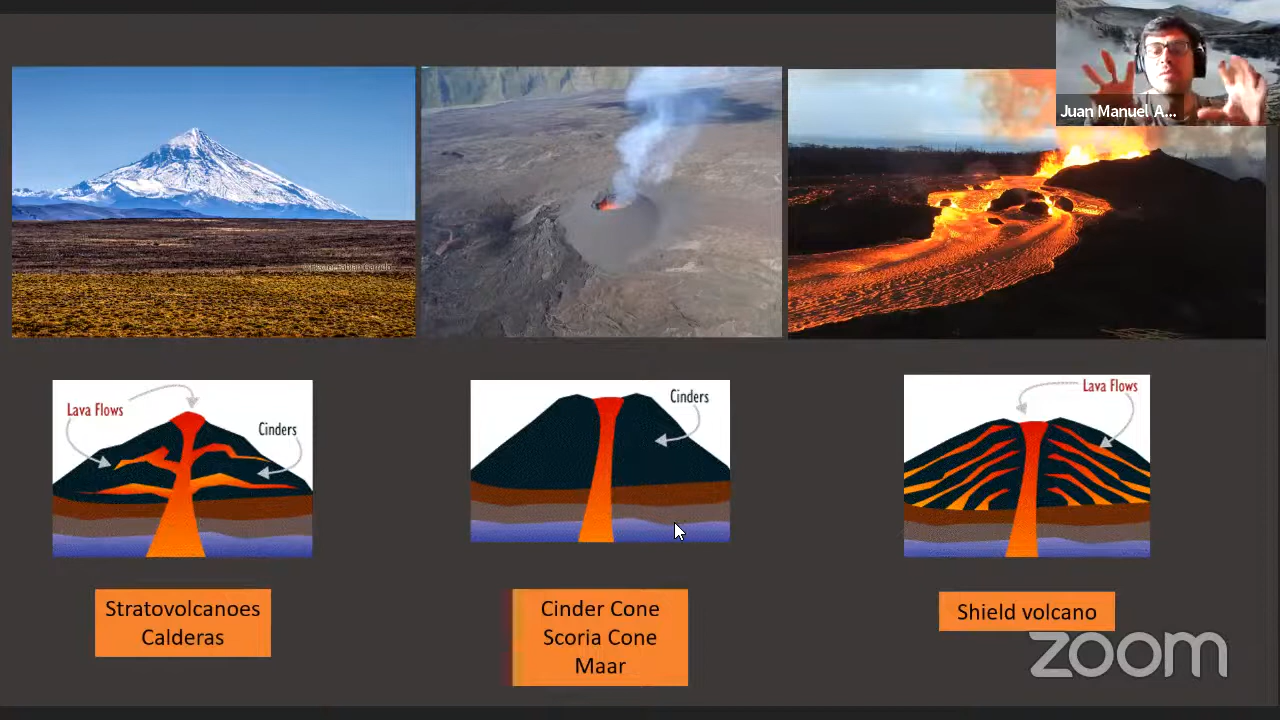 Juan Manuel A...
Lava Flows
Cinders
Cinders
Lava Flows
Stratovolcanoes
Calderas
Cinder Cone
Scoria Cone
Maar
Shield volcano
zoom